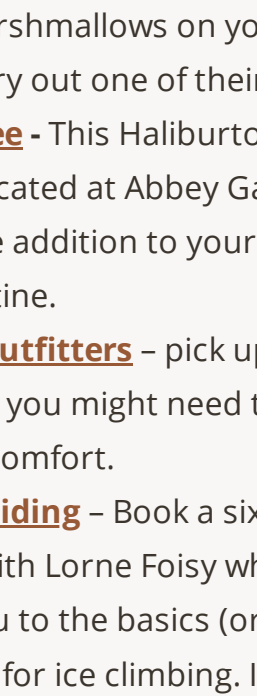 rshmallows on yo
ry out one of their
ee - This Haliburto
cated at Abbey Ga
e addition to your
tine.
utfitters – pick up
you might need t
omfort.
iding – Book a six
ith Lorne Foisy wh
u to the basics (or
for ice climbing. I